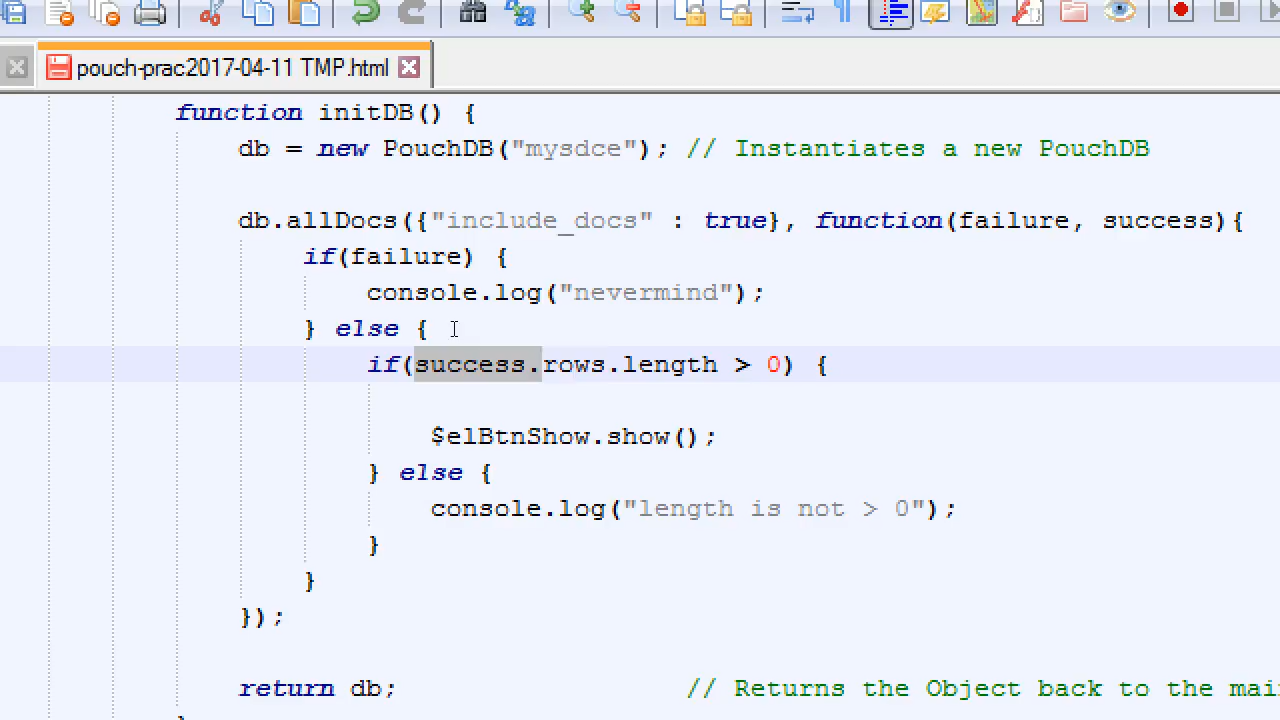 pouch-prac2017-04-11 TMP.html
function initDB() {
db = new PouchDB("mysdce"); // Instantiates a new PouchDB
db.allDocs({"include_docs" : true}, function(failure, success){
if(failure) {
console.log("nevermind");
} else {
if(success.rows.length > 0) {
$elBtnShow.show();
} else {
console.log("length is not > 0");
}
}
});
return db; // Returns the Object back to the mai